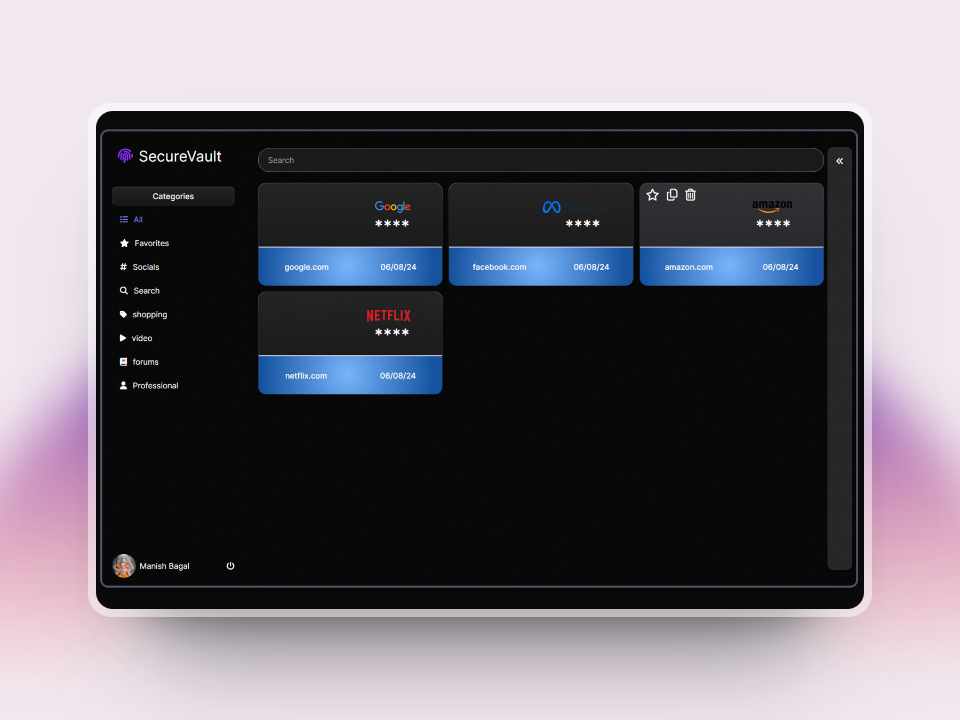 SecureVault
Search
Categories
All
Favorites
Socials
Search
shopping
video
forums
Professional
Manish Bagal
Google
****
google.com 06/08/24
Meta
****
facebook.com 06/08/24
amazon
****
amazon.com 06/08/24
NETFLIX
****
netflix.com 06/08/24